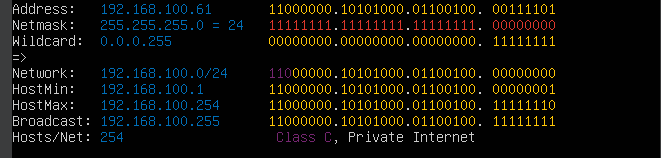 Address:   192.168.100.61        11000000.10101000.01100100. 00111101
Netmask:   255.255.255.0 = 24    11111111.11111111.11111111. 00000000
Wildcard:  0.0.0.255             00000000.00000000.00000000. 11111111
=>
Network:   192.168.100.0/24      11000000.10101000.01100100. 00000000
HostMin:   192.168.100.1         11000000.10101000.01100100. 00000001
HostMax:   192.168.100.254       11000000.10101000.01100100. 11111110
Broadcast: 192.168.100.255       11000000.10101000.01100100. 11111111
Hosts/Net: 254                    Class C, Private Internet